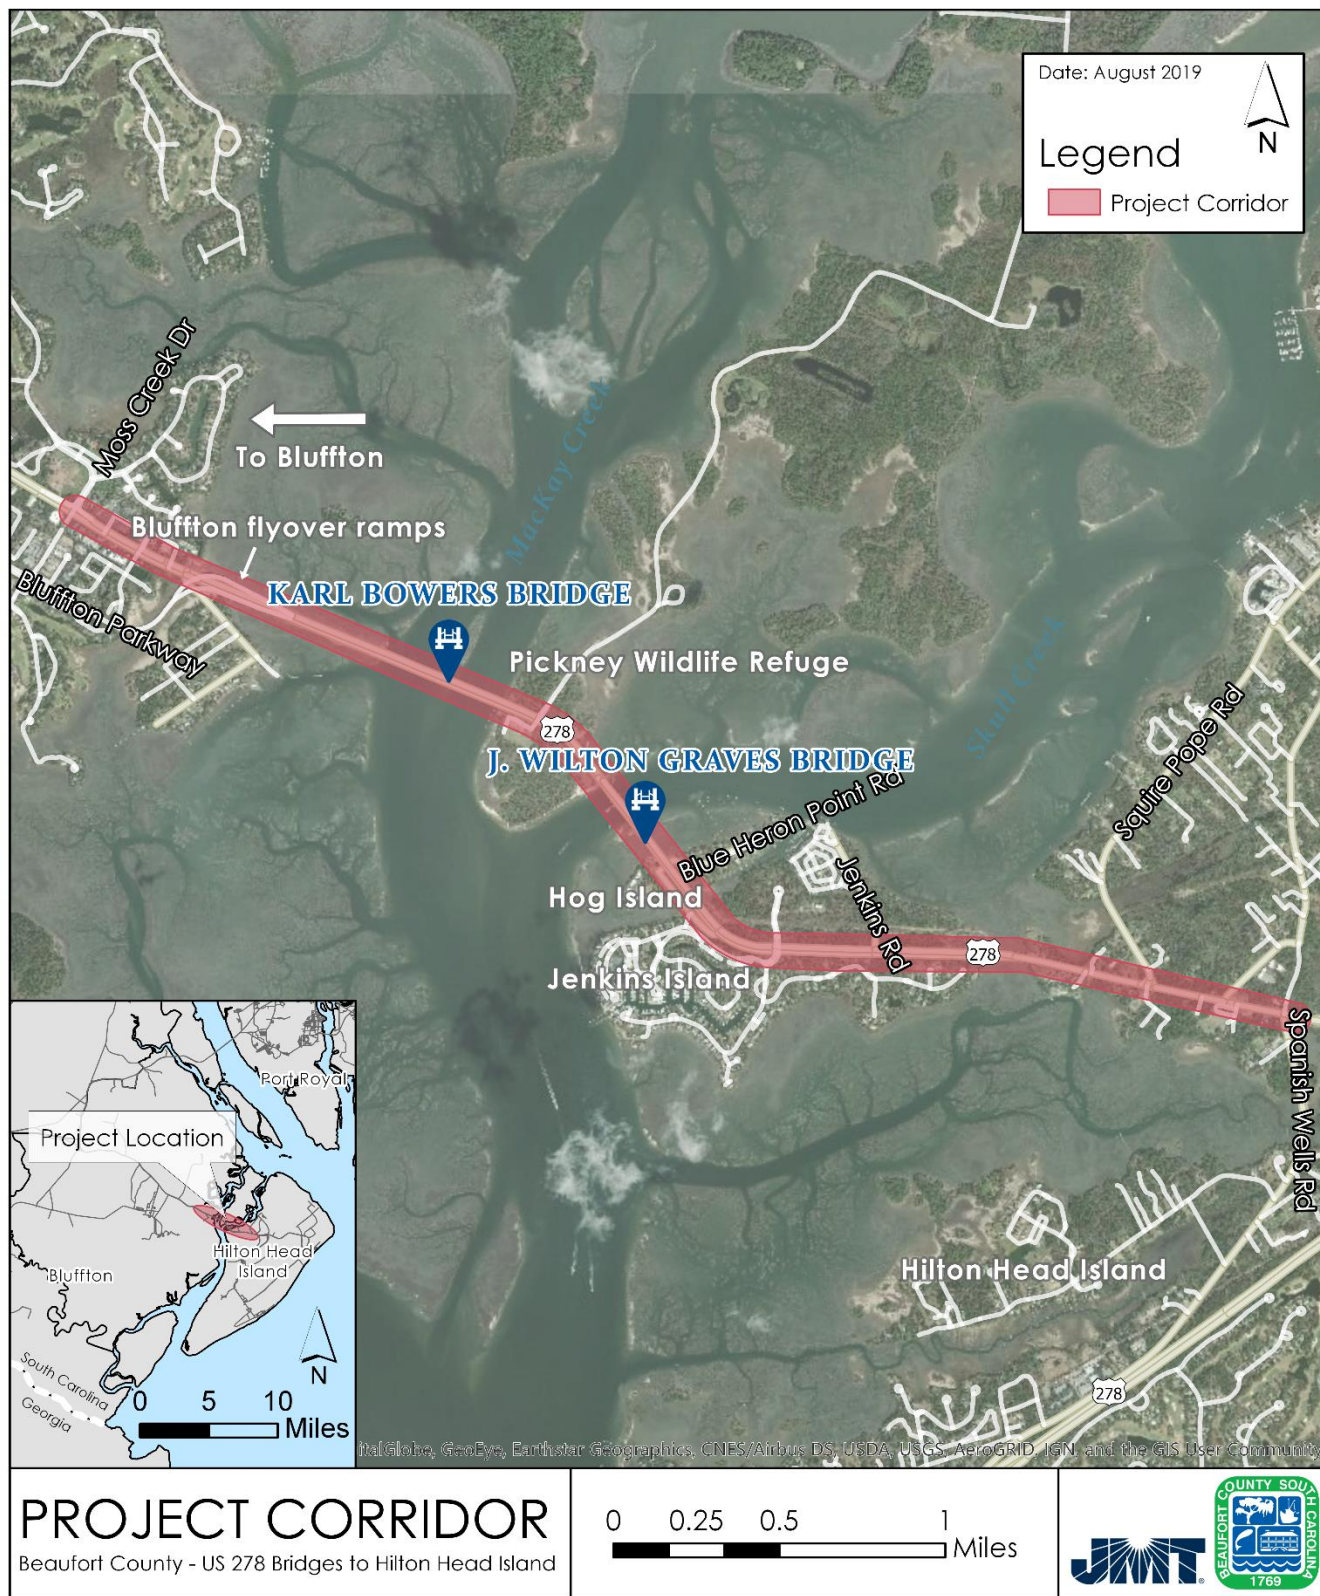 Date: August 2019
N
Legend
Project Corridor
Moss Creek Dr
To Bluffton
MacKay Creek
Bluffton flyover ramps
KARL BOWERS BRIDGE
Bluffton Parkway
Pickney Wildlife Refuge
Skull Creek
278
J. WILTON GRAVES BRIDGE
Squire Pope Rd
Blue Heron Point Rd
Hog Island
Jenkins Rd
278
Jenkins Island
Spanish Wells Rd
Port Royal
Project Location
Hilton Head
Island
Bluffton
Hilton Head Island
N
South Carolina
Georgia
0 5 10
Miles
278
italGlobe, GeoEye, Earthstar Geographics, CNES/Airbus DS, USDA, USGS, AeroGRID, IGN, and the GIS User Community
PROJECT CORRIDOR
Beaufort County - US 278 Bridges to Hilton Head Island
0 0.25 0.5 1
Miles
JMT
BEAUFORT COUNTY SOUTH CAROLINA
1769